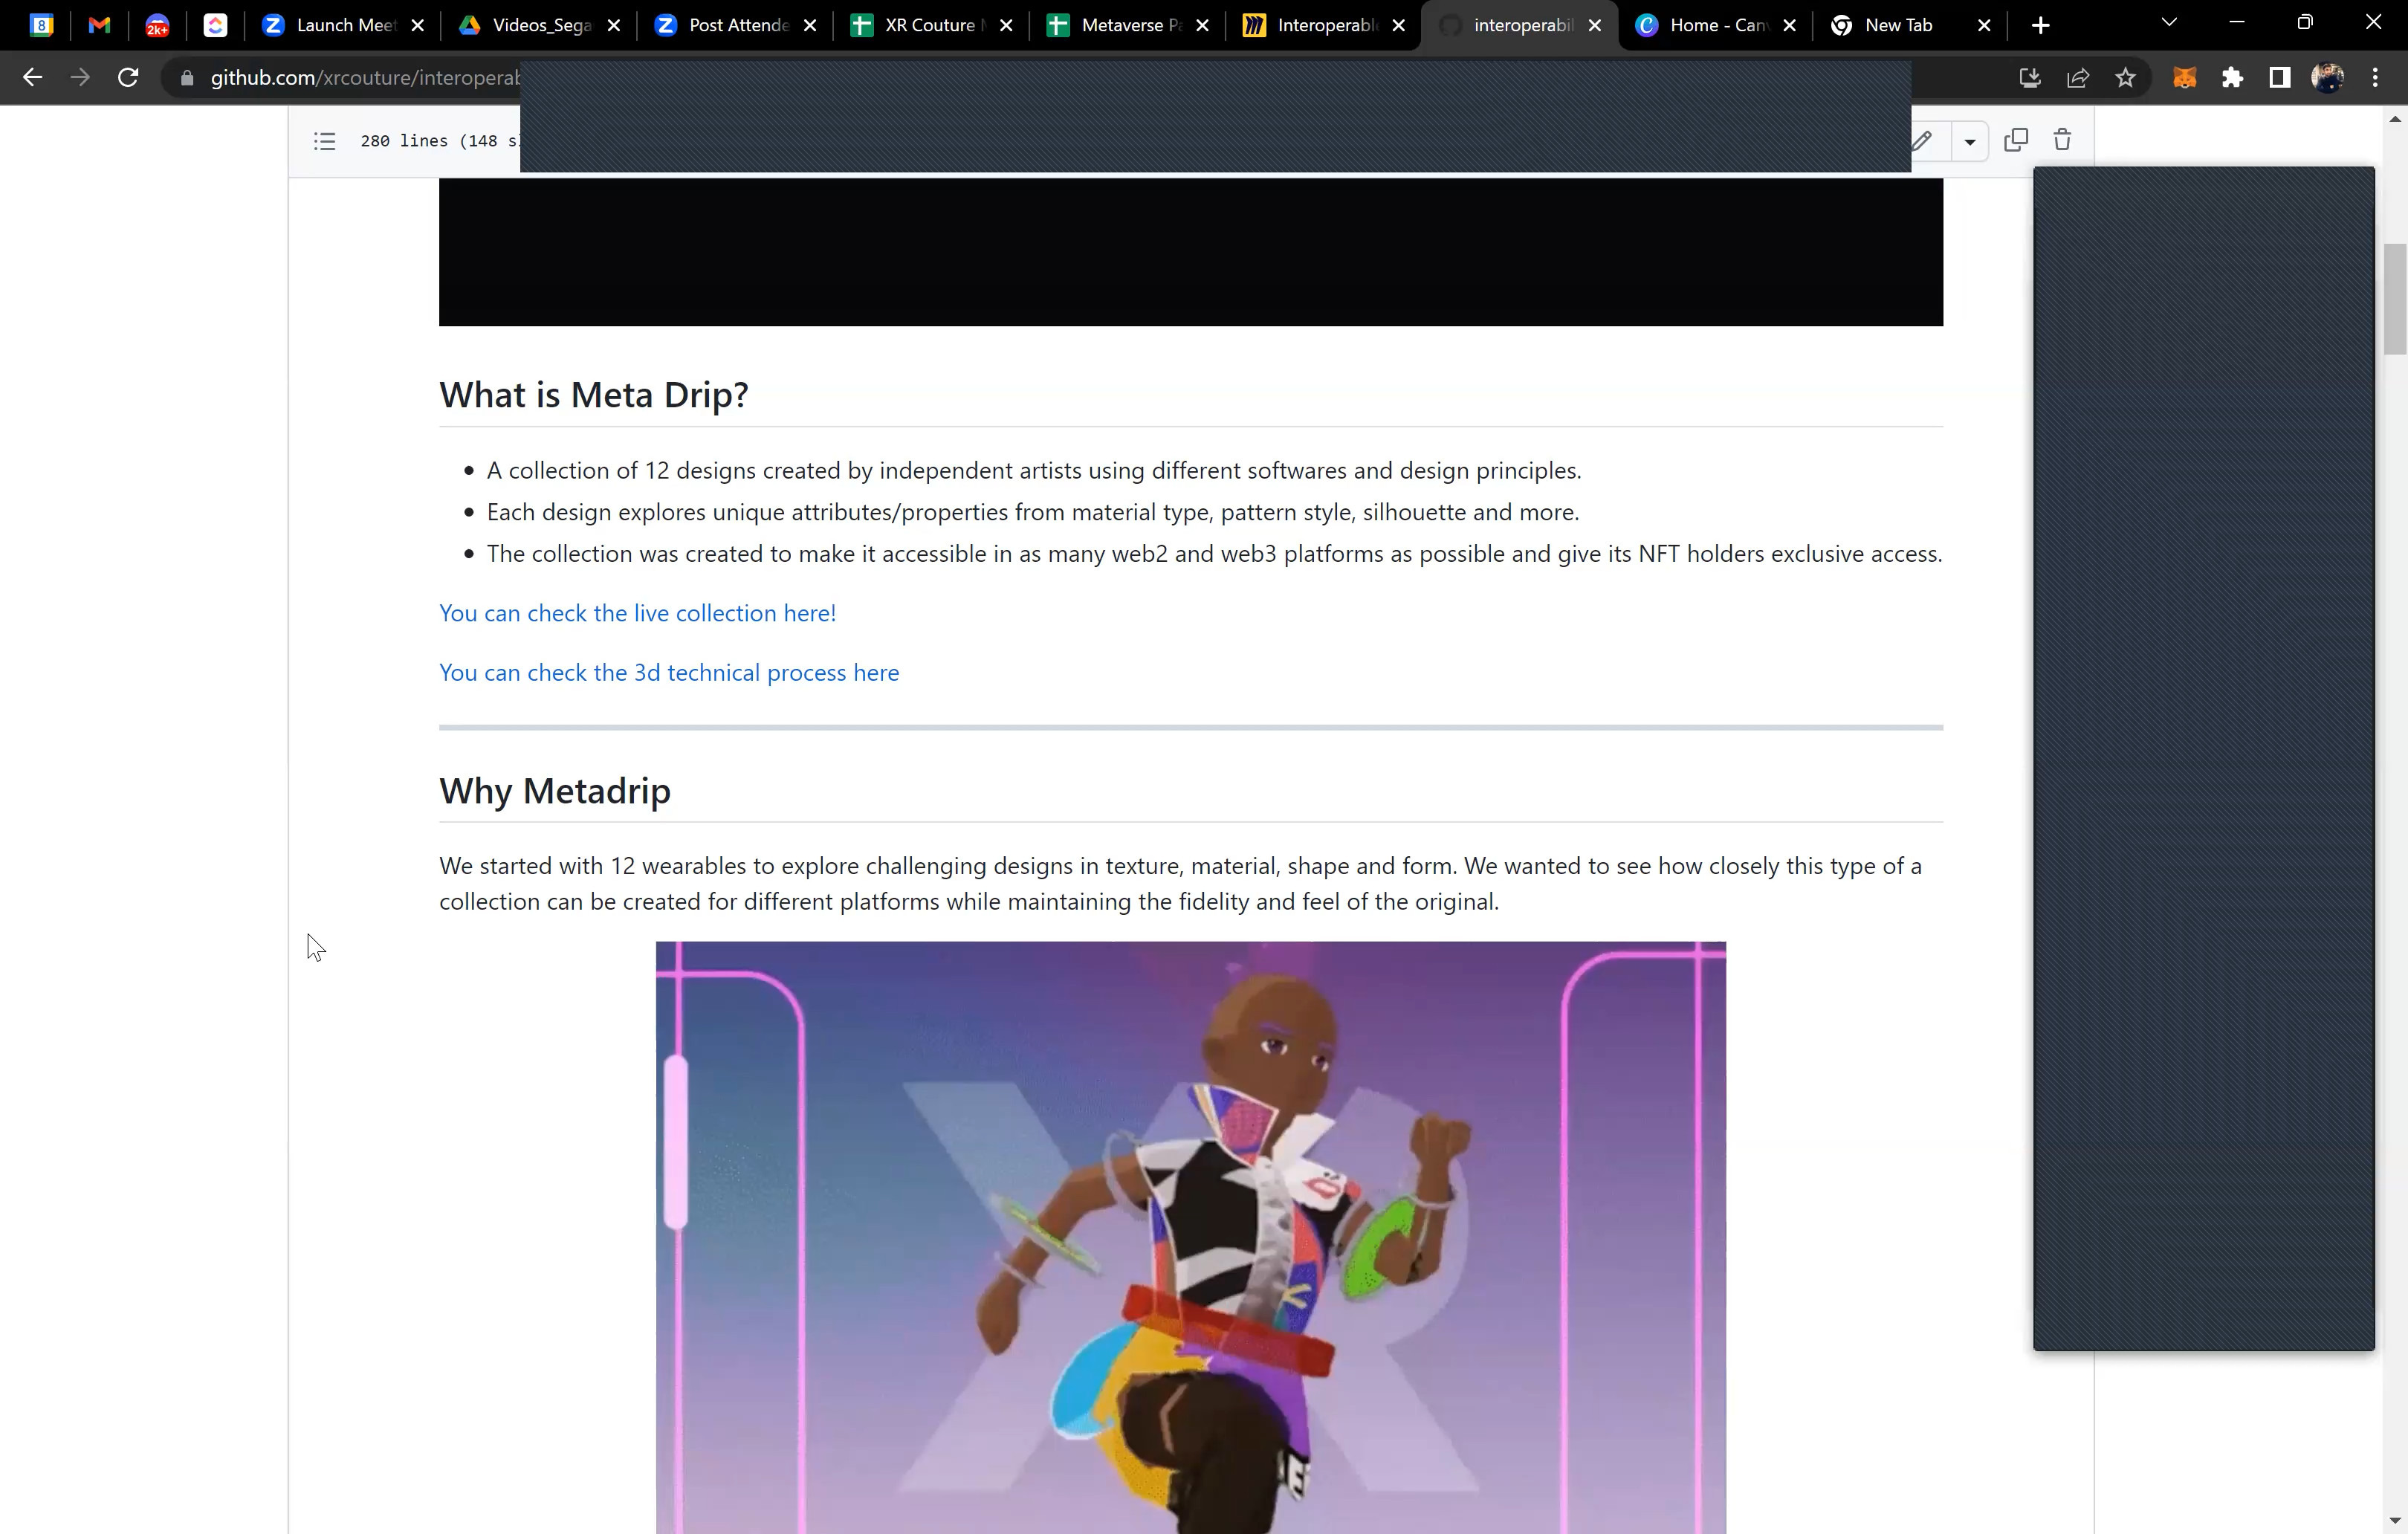 8
2k+
Launch Meet
Videos_Sega
Post Attende
XR Couture
Metaverse Pa
Interoperabl
interoperabil
Home - Can
New Tab
github.com/xrcouture/interoperab
280 lines (148 sl
What is Meta Drip?
A collection of 12 designs created by independent artists using different softwares and design principles.
Each design explores unique attributes/properties from material type, pattern style, silhouette and more.
The collection was created to make it accessible in as many web2 and web3 platforms as possible and give its NFT holders exclusive access.
You can check the live collection here!
You can check the 3d technical process here
Why Metadrip
We started with 12 wearables to explore challenging designs in texture, material, shape and form. We wanted to see how closely this type of a
collection can be created for different platforms while maintaining the fidelity and feel of the original.
XR